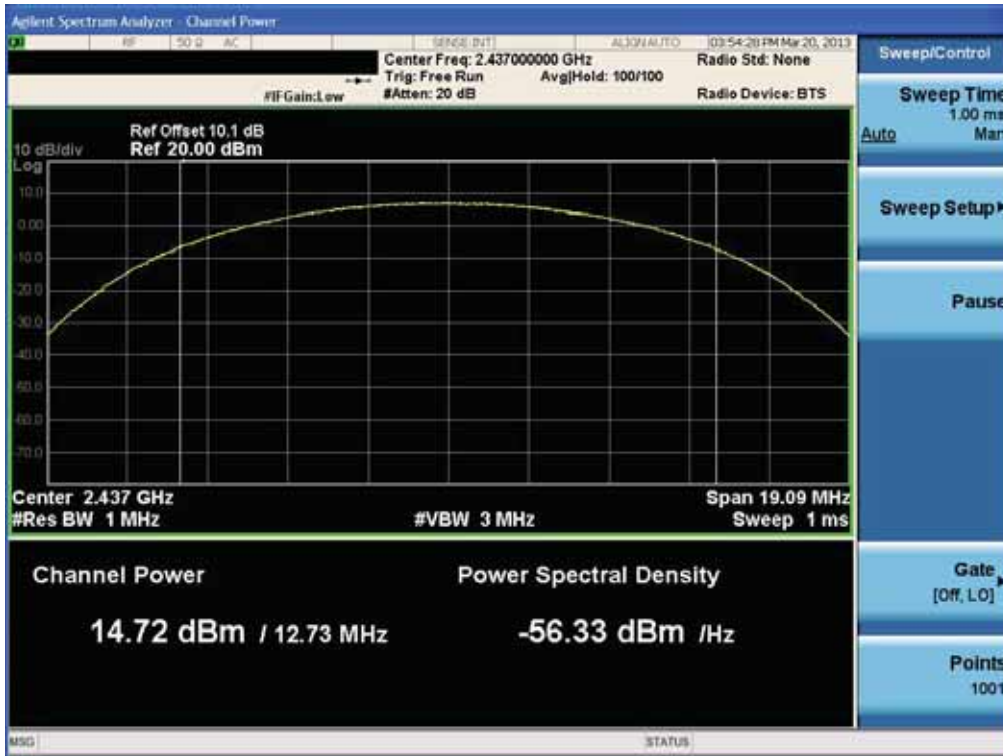 Agilent Spectrum Analyzer - Channel Power
RF 50 Ω AC SENSE:INT ALIGN AUTO 03:54:28 PM Mar 20, 2013
Center Freq: 2.437000000 GHz Radio Std: None
Trig: Free Run Avg|Hold: 100/100
#IFGain:Low #Atten: 20 dB Radio Device: BTS
Ref Offset 10.1 dB
10 dB/div Ref 20.00 dBm
Log
10.0
0.00
-10.0
-20.0
-30.0
-40.0
-50.0
-60.0
-70.0
Center 2.437 GHz Span 19.09 MHz
#Res BW 1 MHz #VBW 3 MHz Sweep 1 ms
Channel Power Power Spectral Density
14.72 dBm / 12.73 MHz -56.33 dBm /Hz
MSG STATUS
Sweep/Control
Sweep Time
1.00 ms
Auto Man
Sweep Setup
Pause
Gate
[Off, LO]
Points
1001